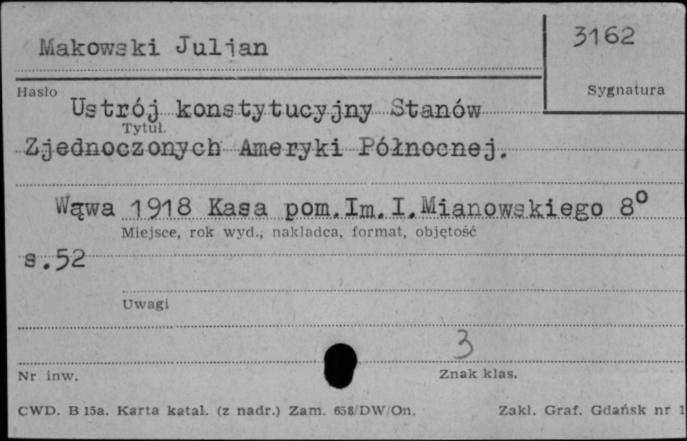 Makowski Julian
3162
Hasło
Sygnatura
Ustrój konstytucyjny Stanów
Tytuł.
Zjednoczonych Ameryki Północnej.
Wąwa 1918 Kasa pom.Im.I.Mianowskiego 8°
Miejsce, rok wyd., nakładca, format, objętość
s.52
Uwagi
3
Nr inw.
Znak klas.
CWD. B 15a. Karta katal. (z nadr.) Zam. 658/DW/On. Zakł. Graf. Gdańsk nr 1